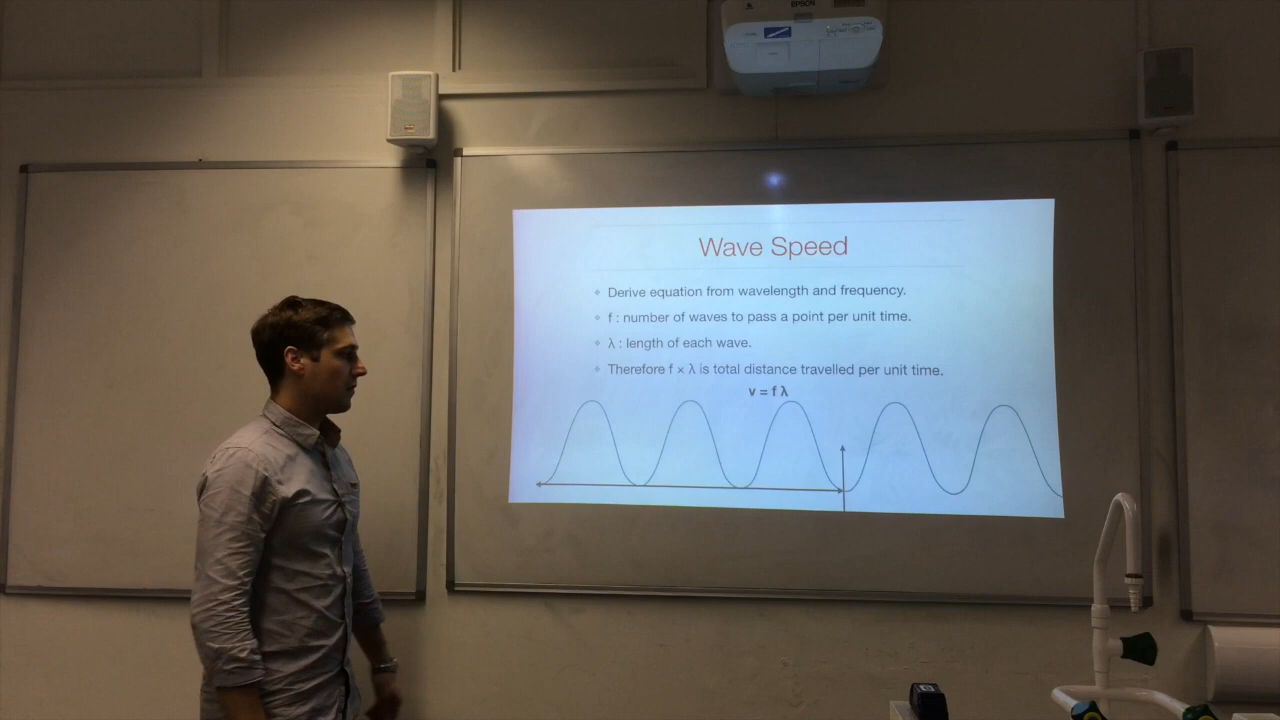 EPSON
Wave Speed
Derive equation from wavelength and frequency.
f : number of waves to pass a point per unit time.
λ : length of each wave.
Therefore f × λ is total distance travelled per unit time.
v = f λ